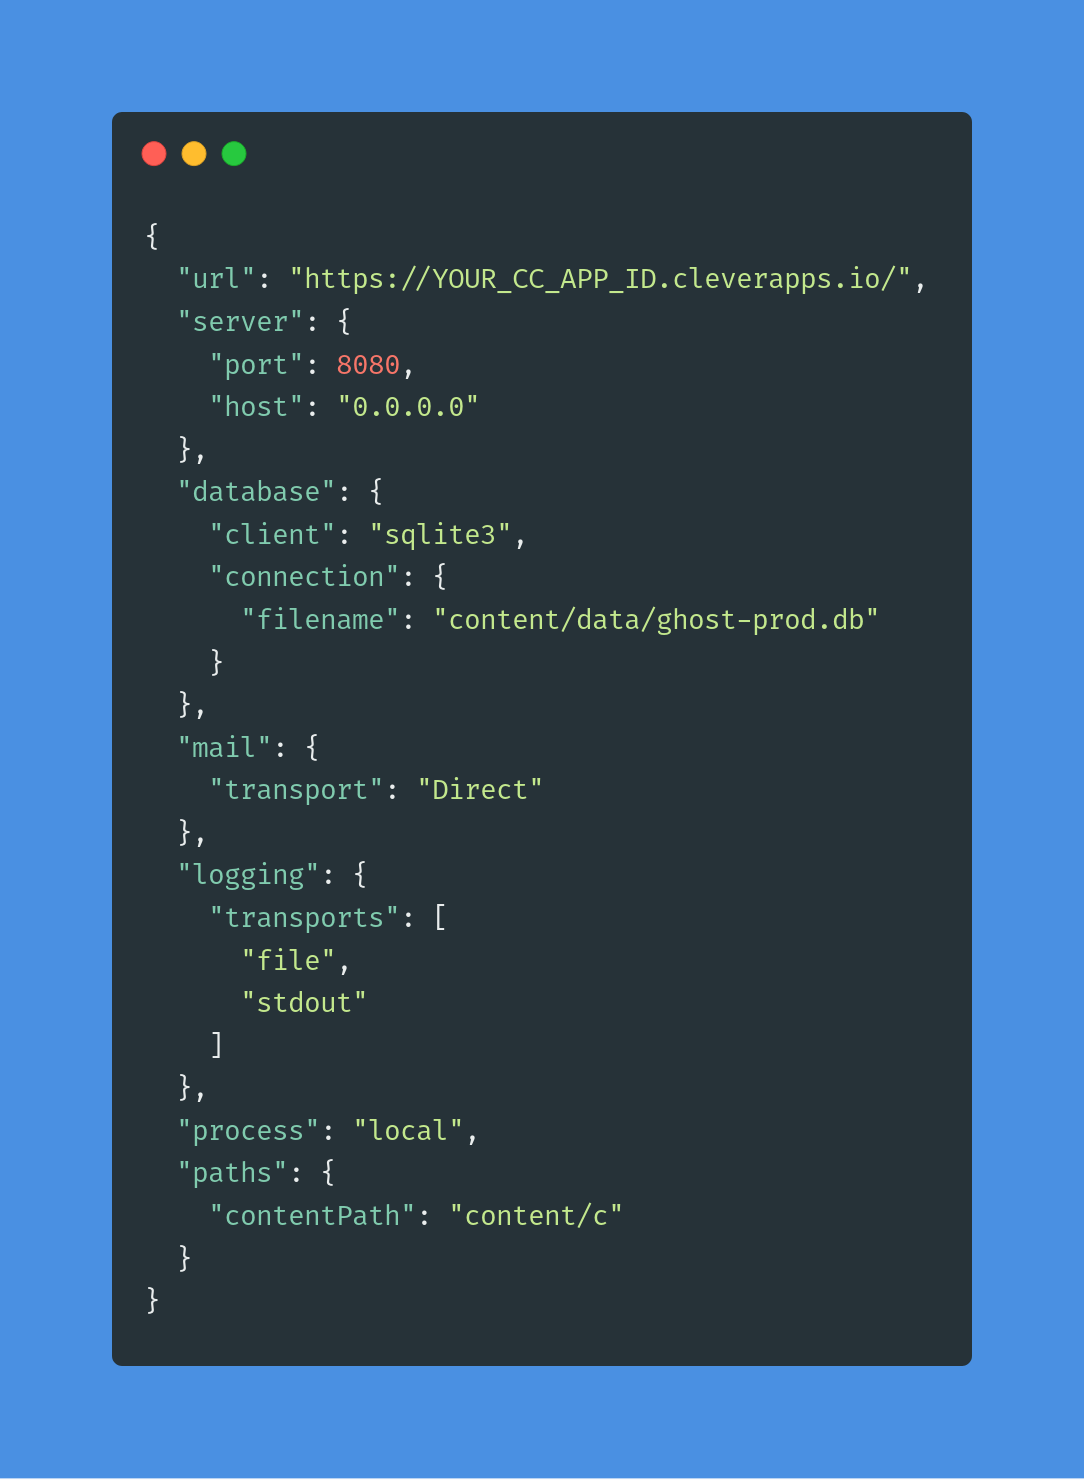 {
  "url": "https://YOUR_CC_APP_ID.cleverapps.io/",
  "server": {
    "port": 8080,
    "host": "0.0.0.0"
  },
  "database": {
    "client": "sqlite3",
    "connection": {
      "filename": "content/data/ghost-prod.db"
    }
  },
  "mail": {
    "transport": "Direct"
  },
  "logging": {
    "transports": [
      "file",
      "stdout"
    ]
  },
  "process": "local",
  "paths": {
    "contentPath": "content/c"
  }
}